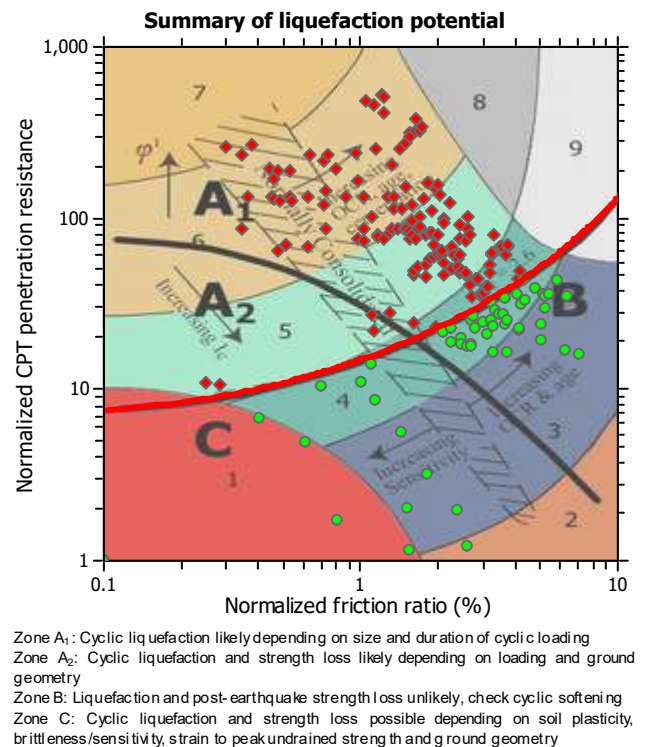 Summary of liquefaction potential
1,000
7
8
9
φ'
A1
100
6
A2
Increasing Ic
5
B
10
4
Increasing
OCR & age
3
C
Increasing
Sensitivity
1
2
1
0.1
1
10
Normalized CPT penetration resistance
Normalized friction ratio (%)
Zone A1: Cyclic liquefaction likely depending on size and duration of cyclic loading
Zone A2: Cyclic liquefaction and strength loss likely depending on loading and ground
geometry
Zone B: Liquefaction and post-earthquake strength loss unlikely, check cyclic softening
Zone C: Cyclic liquefaction and strength loss possible depending on soil plasticity,
brittleness/sensitivity, strain to peak undrained strength and ground geometry